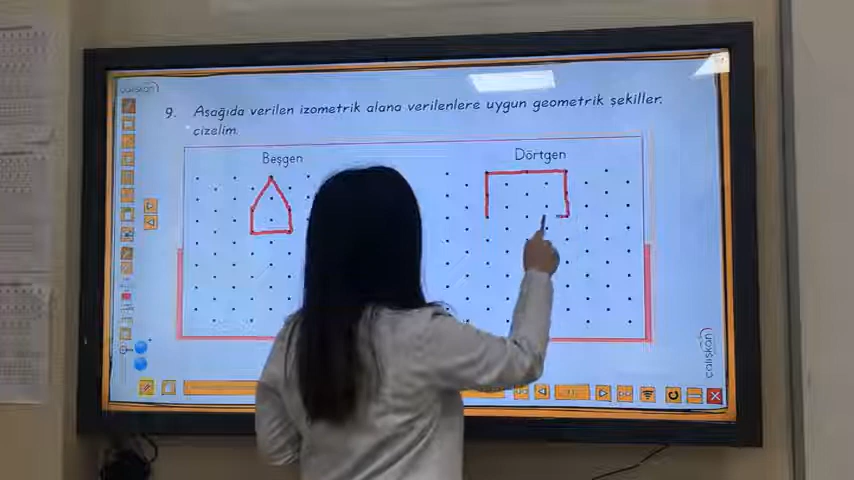 çalışkan
9. Aşağıda verilen izometrik alana verilenlere uygun geometrik şekiller
çizelim.
Beşgen
Dörtgen
çalışkan